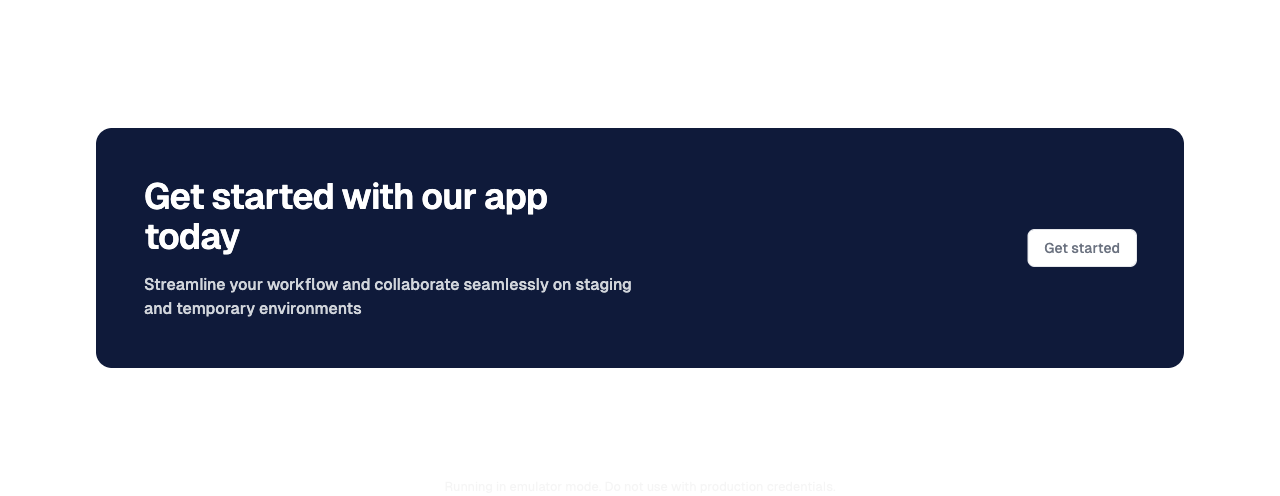 Get started with our app
today
Streamline your workflow and collaborate seamlessly on staging
and temporary environments
Get started
Running in emulator mode. Do not use with production credentials.